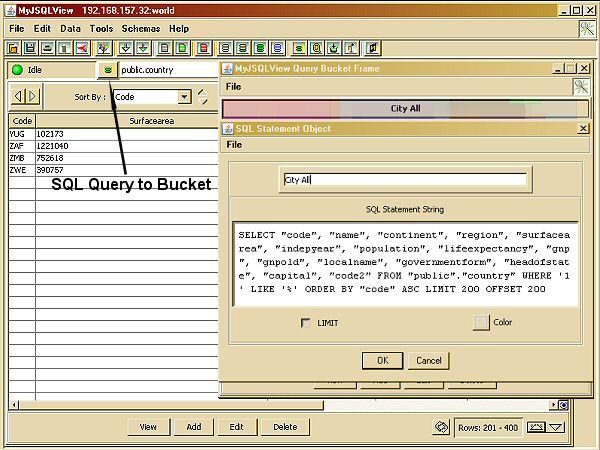 MyJSQLView 192.168.157.32:world
File Edit Data Tools Schemas Help
Idle public.country
Sort By : Code
Code Surfacearea
YUG 102173
ZAF 1221040
ZMB 752618
ZWE 390757
SQL Query to Bucket
MyJSQLView Query Bucket Frame
File
City All
SQL Statement Object
File
City All
SQL Statement String
SELECT "code", "name", "continent", "region", "surfacea
rea", "indepyear", "population", "lifeexpectancy", "gnp
", "gnpold", "localname", "governmentform", "headofstat
e", "capital", "code2" FROM "public"."country" WHERE '1
' LIKE '%' ORDER BY "code" ASC LIMIT 200 OFFSET 200
LIMIT Color
OK Cancel
View Add Edit Delete Rows: 201 - 400